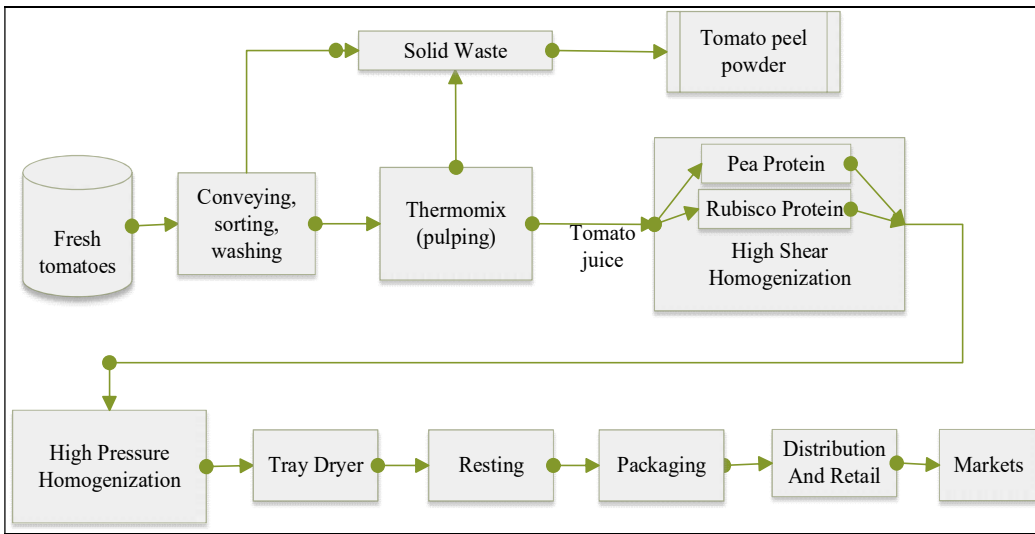 Solid Waste
Tomato peel
powder
Fresh
tomatoes
Conveying,
sorting,
washing
Thermomix
(pulping)
Tomato
juice
Pea Protein
Rubisco Protein
High Shear
Homogenization
High Pressure
Homogenization
Tray Dryer
Resting
Packaging
Distribution
And Retail
Markets